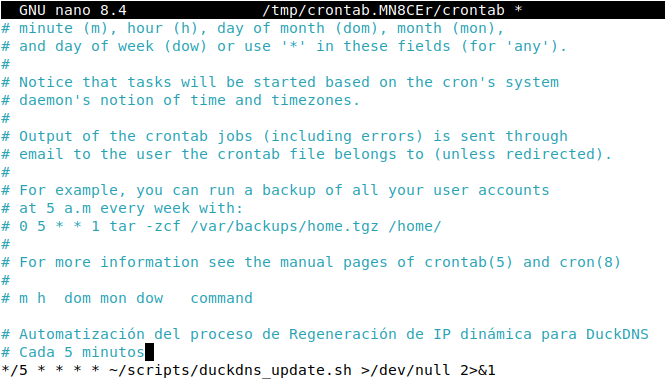 GNU nano 8.4 /tmp/crontab.MN8CEr/crontab *
# minute (m), hour (h), day of month (dom), month (mon),
# and day of week (dow) or use '*' in these fields (for 'any').
#
# Notice that tasks will be started based on the cron's system
# daemon's notion of time and timezones.
#
# Output of the crontab jobs (including errors) is sent through
# email to the user the crontab file belongs to (unless redirected).
#
# For example, you can run a backup of all your user accounts
# at 5 a.m every week with:
# 0 5 * * 1 tar -zcf /var/backups/home.tgz /home/
#
# For more information see the manual pages of crontab(5) and cron(8)
#
# m h  dom mon dow   command

# Automatización del proceso de Regeneración de IP dinámica para DuckDNS
# Cada 5 minutos
*/5 * * * * ~/scripts/duckdns_update.sh >/dev/null 2>&1